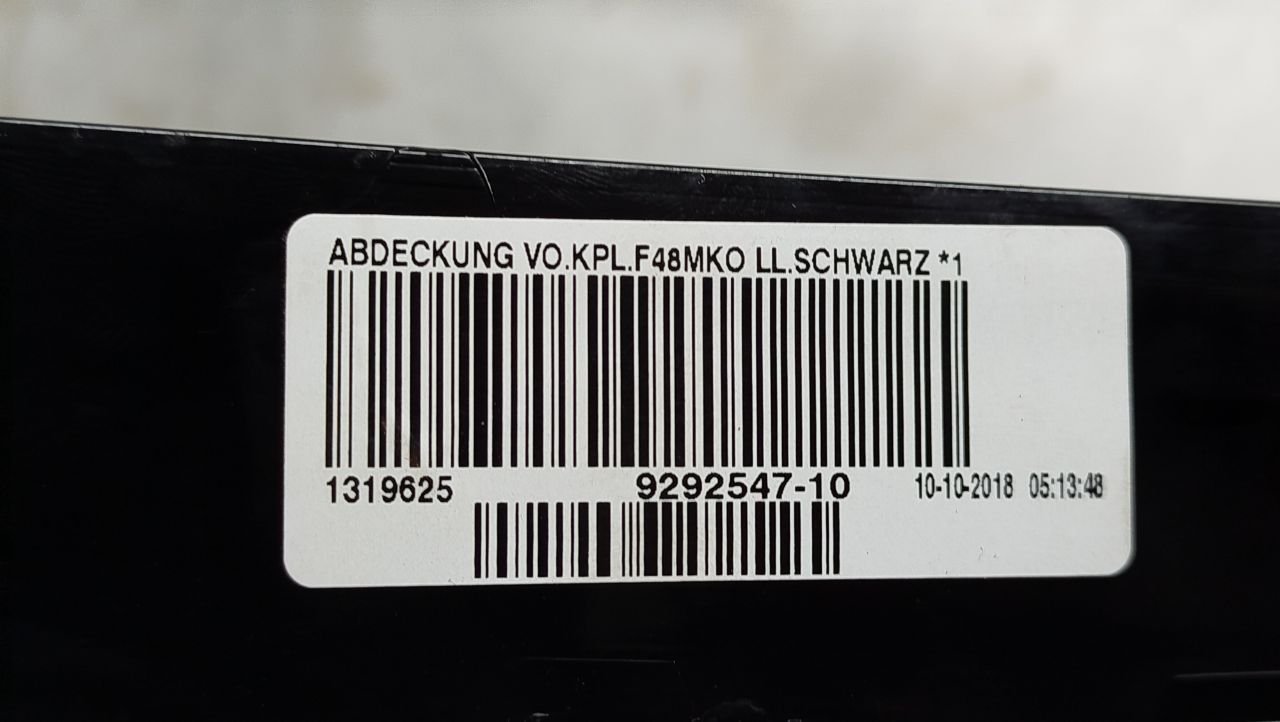 ABDECKUNG VO.KPL.F48MKO LL.SCHWARZ *1
1319625 9292547-10 10-10-2018 05:13:48